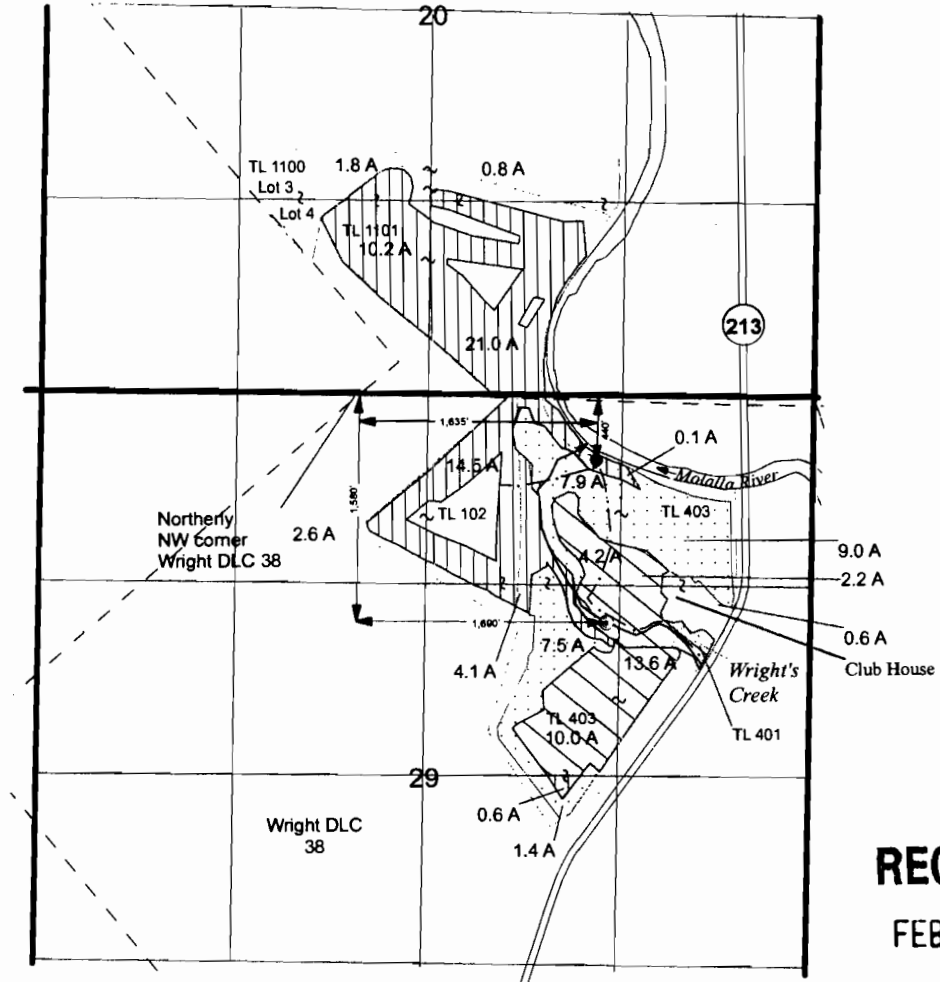 20
TL 1100
1.8 A
0.8 A
Lot 3
Lot 4
TL 1101
10.2 A
213
21.0 A
1,635'
440'
0.1 A
14.5 A
Molalla River
7.9 A
1,580'
TL 102
TL 403
Northerly
NW corner
Wright DLC 38
2.6 A
4.2 A
9.0 A
2.2 A
1,690'
0.6 A
7.5 A
4.1 A
13.6 A
Wright's
Creek
Club House
TL 403
10.0 A
TL 401
29
0.6 A
Wright DLC
38
1.4 A
REC
FEB